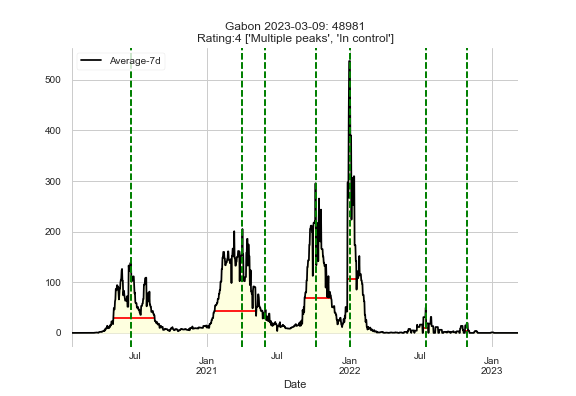 Gabon 2023-03-09: 48981
Rating:4 ['Multiple peaks', 'In control']
Average-7d
500
400
300
200
100
0
Jul
Jan
2021
Jul
Jan
2022
Jul
Jan
2023
Date